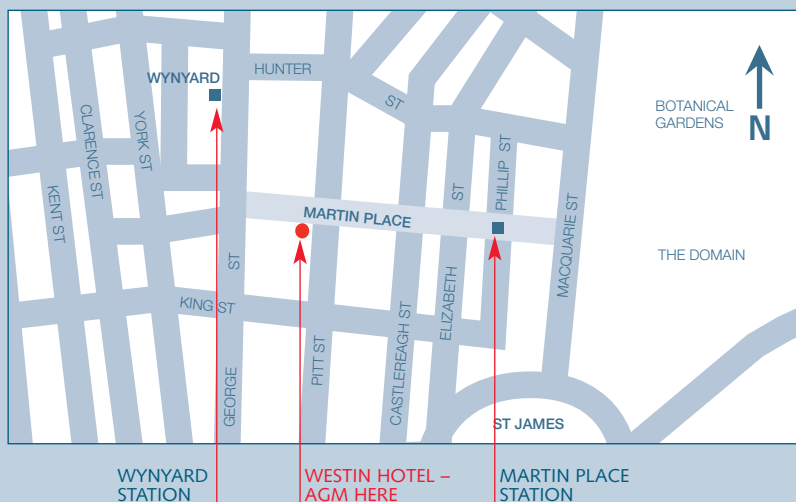 WYNYARD
HUNTER
ST
BOTANICAL
GARDENS
N
CLARENCE ST
YORK ST
KENT ST
PHILLIP ST
ST
MARTIN PLACE
MACQUARIE ST
THE DOMAIN
ST
KING ST
ELIZABETH
PITT ST
CASTLEREAGH ST
GEORGE
ST JAMES
WYNYARD
STATION
WESTIN HOTEL –
AGM HERE
MARTIN PLACE
STATION